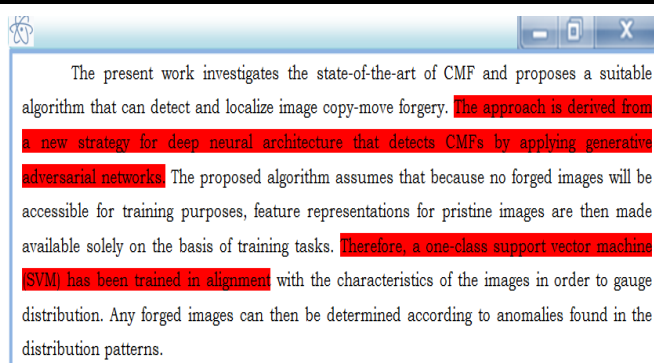 The present work investigates the state-of-the-art of CMF and proposes a suitable
algorithm that can detect and localize image copy-move forgery. The approach is derived from
a new strategy for deep neural architecture that detects CMFs by applying generative
adversarial networks. The proposed algorithm assumes that because no forged images will be
accessible for training purposes, feature representations for pristine images are then made
available solely on the basis of training tasks. Therefore, a one-class support vector machine
(SVM) has been trained in alignment with the characteristics of the images in order to gauge
distribution. Any forged images can then be determined according to anomalies found in the
distribution patterns.